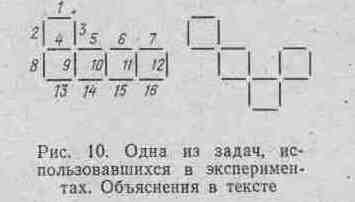 1
2 3
4 5 6 7
8 9 10 11 12
13 14 15 16
Рис. 10. Одна из задач, ис-
пользовавшихся в эксперимен-
тах. Объяснения в тексте